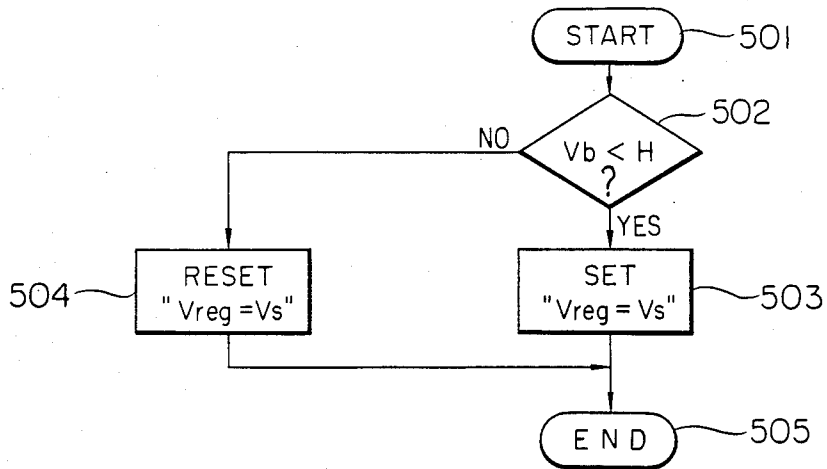 START
501
502
NO
Vb < H
?
YES
RESET
"Vreg=Vs"
504
SET
"Vreg=Vs"
503
END
505